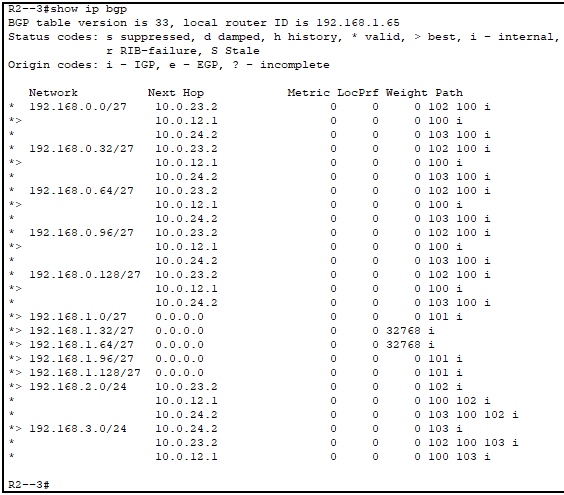 R2--3#show ip bgp
BGP table version is 33, local router ID is 192.168.1.65
Status codes: s suppressed, d damped, h history, * valid, > best, i - internal,
r RIB-failure, S Stale
Origin codes: i - IGP, e - EGP, ? - incomplete
Network Next Hop Metric LocPrf Weight Path
* 192.168.0.0/27 10.0.23.2 0 0 0 102 100 i
*> 10.0.12.1 0 0 0 100 i
* 10.0.24.2 0 0 0 103 100 i
* 192.168.0.32/27 10.0.23.2 0 0 0 102 100 i
*> 10.0.12.1 0 0 0 100 i
* 10.0.24.2 0 0 0 103 100 i
* 192.168.0.64/27 10.0.23.2 0 0 0 102 100 i
*> 10.0.12.1 0 0 0 100 i
* 10.0.24.2 0 0 0 103 100 i
* 192.168.0.96/27 10.0.23.2 0 0 0 102 100 i
*> 10.0.12.1 0 0 0 100 i
* 10.0.24.2 0 0 0 103 100 i
* 192.168.0.128/27 10.0.23.2 0 0 0 102 100 i
*> 10.0.12.1 0 0 0 100 i
* 10.0.24.2 0 0 0 103 100 i
*> 192.168.1.0/27 0.0.0.0 0 0 0 101 i
*> 192.168.1.32/27 0.0.0.0 0 0 32768 i
*> 192.168.1.64/27 0.0.0.0 0 0 32768 i
*> 192.168.1.96/27 0.0.0.0 0 0 0 101 i
*> 192.168.1.128/27 0.0.0.0 0 0 0 101 i
*> 192.168.2.0/24 10.0.23.2 0 0 0 102 i
* 10.0.12.1 0 0 0 100 102 i
* 10.0.24.2 0 0 0 103 100 102 i
*> 192.168.3.0/24 10.0.24.2 0 0 0 103 i
* 10.0.23.2 0 0 0 102 100 103 i
* 10.0.12.1 0 0 0 100 103 i
R2--3#